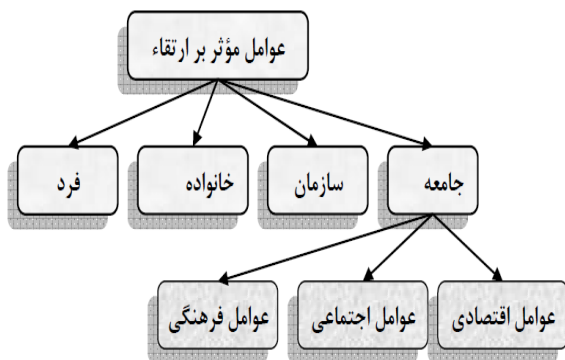 عوامل مؤثر بر ارتقاء
جامعه
سازمان
خانواده
فرد
عوامل اقتصادی
عوامل اجتماعی
عوامل فرهنگی